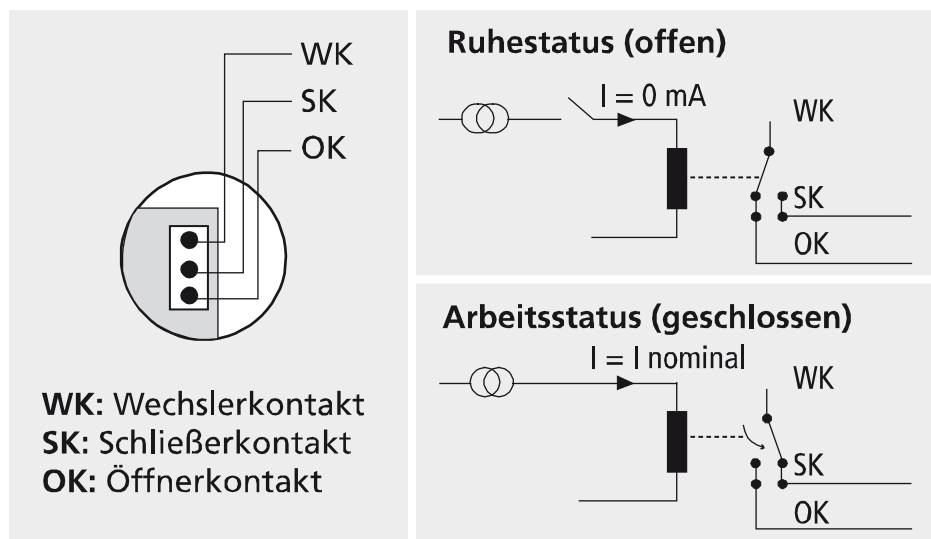 WK
SK
OK
WK: Wechslerkontakt
SK: Schließerkontakt
OK: Öffnerkontakt
Ruhestatus (offen)
I = 0 mA
WK
SK
OK
Arbeitsstatus (geschlossen)
I = I nominal
WK
SK
OK